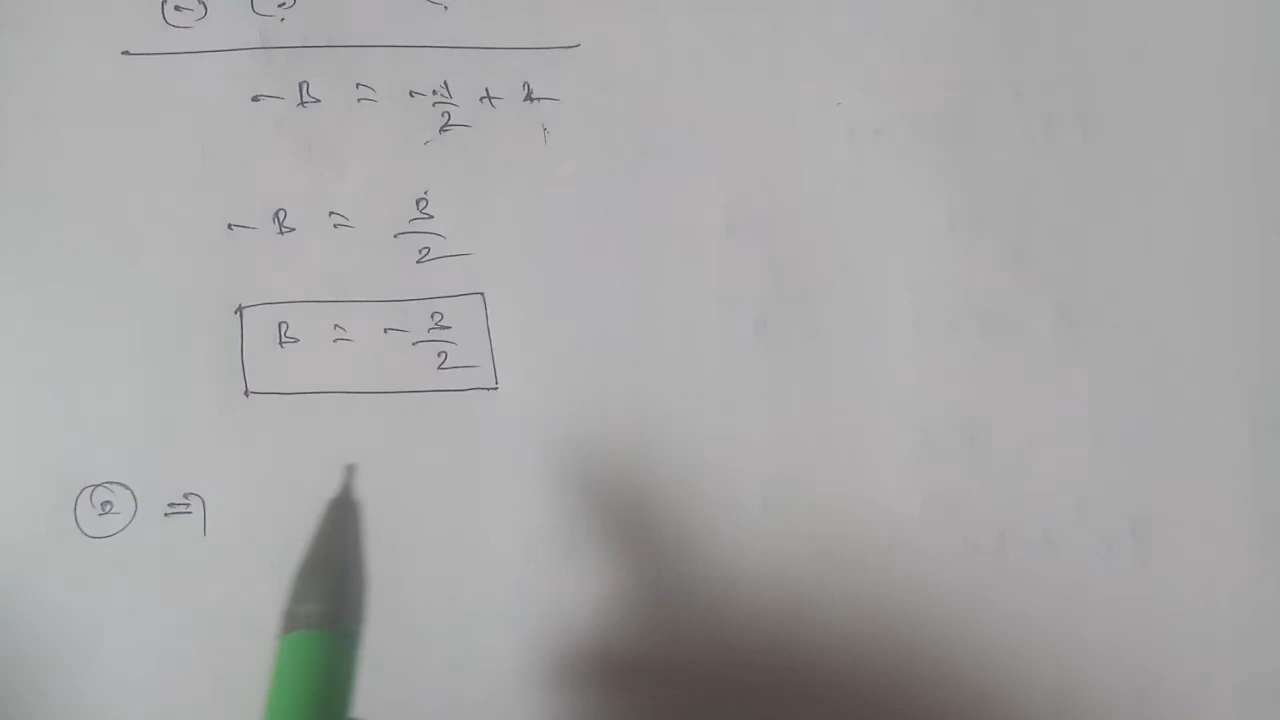 - B = - 1/2 + 2
- B = 3/2
B = - 3/2
② ⇒